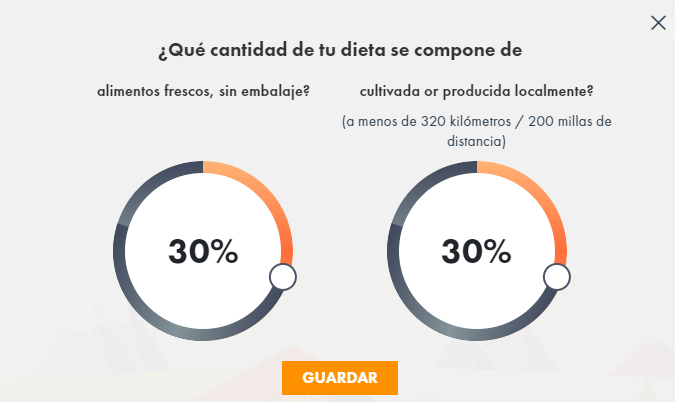 ¿Qué cantidad de tu dieta se compone de
alimentos frescos, sin embalaje?
cultivada or producida localmente?
(a menos de 320 kilómetros / 200 millas de
distancia)
30%
30%
GUARDAR